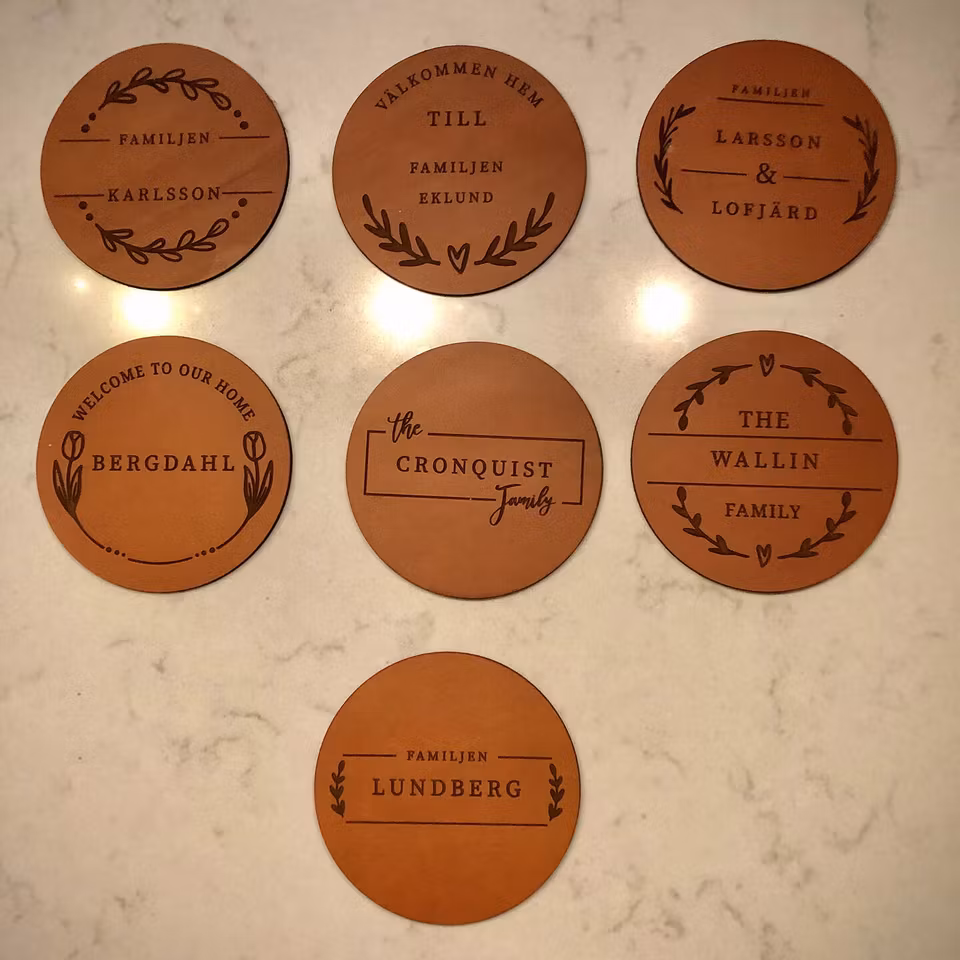 FAMILJEN
KARLSSON
VÄLKOMMEN HEM
TILL
FAMILJEN
EKLUND
FAMILJEN
LARSSON
&
LOFJÄRD
WELCOME TO OUR HOME
BERGDAHL
the
CRONQUIST
Family
THE
WALLIN
FAMILY
FAMILJEN
LUNDBERG